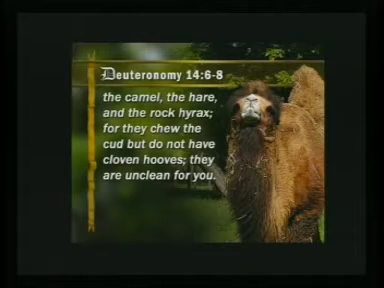 Deuteronomy 14:6-8
the camel, the hare,
and the rock hyrax;
for they chew the
cud but do not have
cloven hooves; they
are unclean for you.